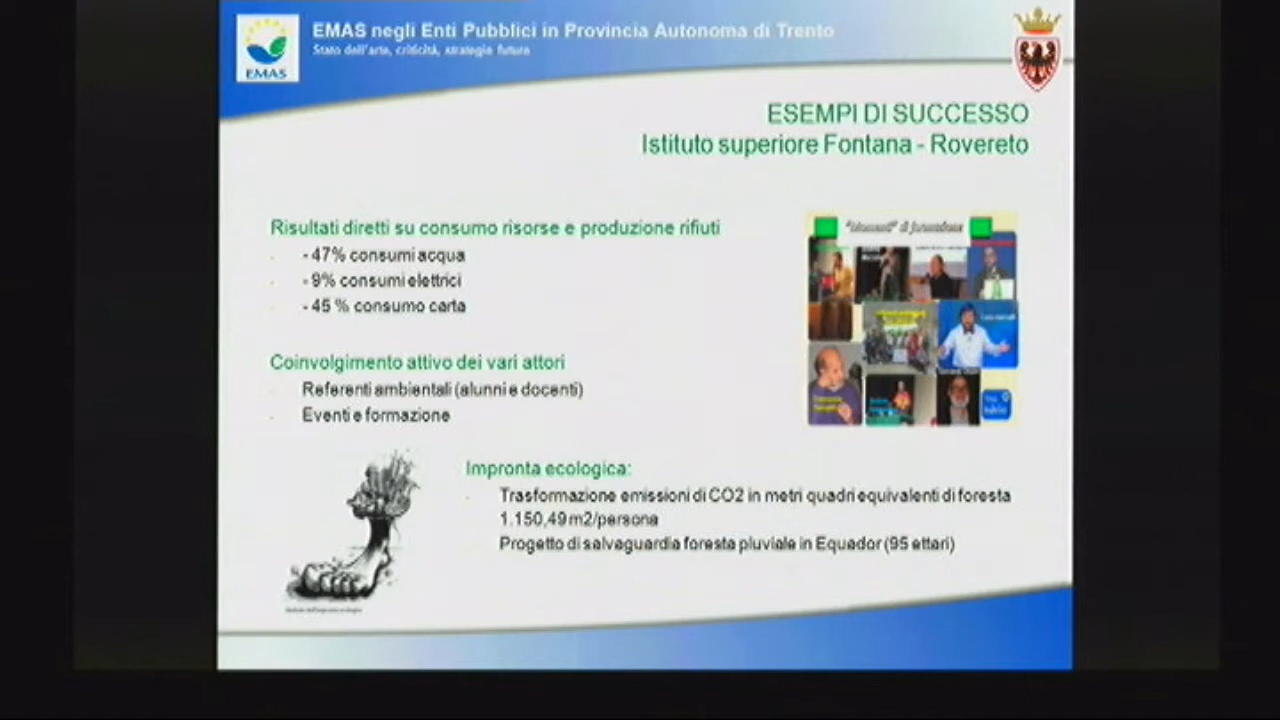 EMAS negli Enti Pubblici in Provincia Autonoma di Trento
Stato dell'arte, criticità, strategie future
EMAS
ESEMPI DI SUCCESSO
Istituto superiore Fontana - Rovereto
Risultati diretti su consumo risorse e produzione rifiuti
- 47% consumi acqua
- 9% consumi elettrici
- 45 % consumo carta
"Momenti" di formazione
Coinvolgimento attivo dei vari attori
Referenti ambientali (alunni e docenti)
Eventi e formazione
Impronta ecologica:
Trasformazione emissioni di CO2 in metri quadri equivalenti di foresta
1.150,49 m2/persona
Progetto di salvaguardia foresta pluviale in Equador (95 ettari)